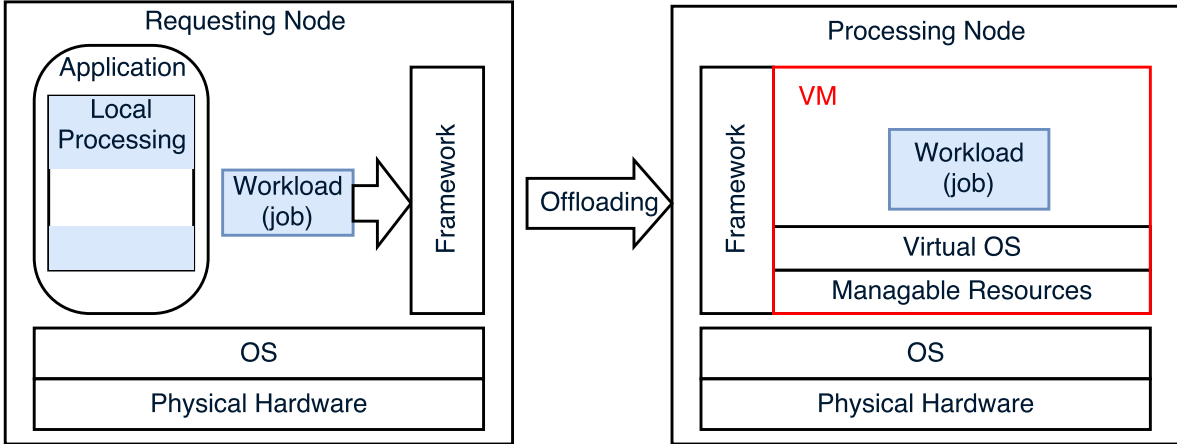 Requesting Node
Application
Local
Processing
Workload
(job)
Framework
OS
Physical Hardware
Offloading
Processing Node
Framework
VM
Workload
(job)
Virtual OS
Managable Resources
OS
Physical Hardware